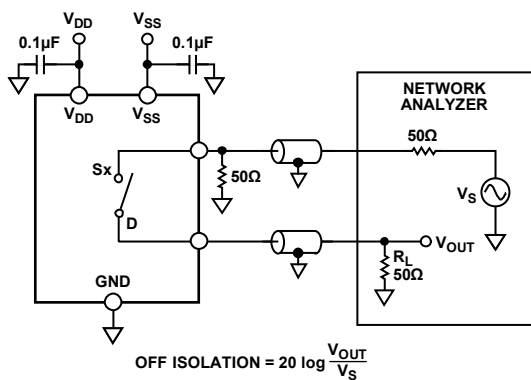 V_DD V_SS
0.1µF 0.1µF
V_DD V_SS
NETWORK
ANALYZER
50Ω
Sx
50Ω
V_S
D
V_OUT
R_L
50Ω
GND
OFF ISOLATION = 20 log V_OUT/V_S